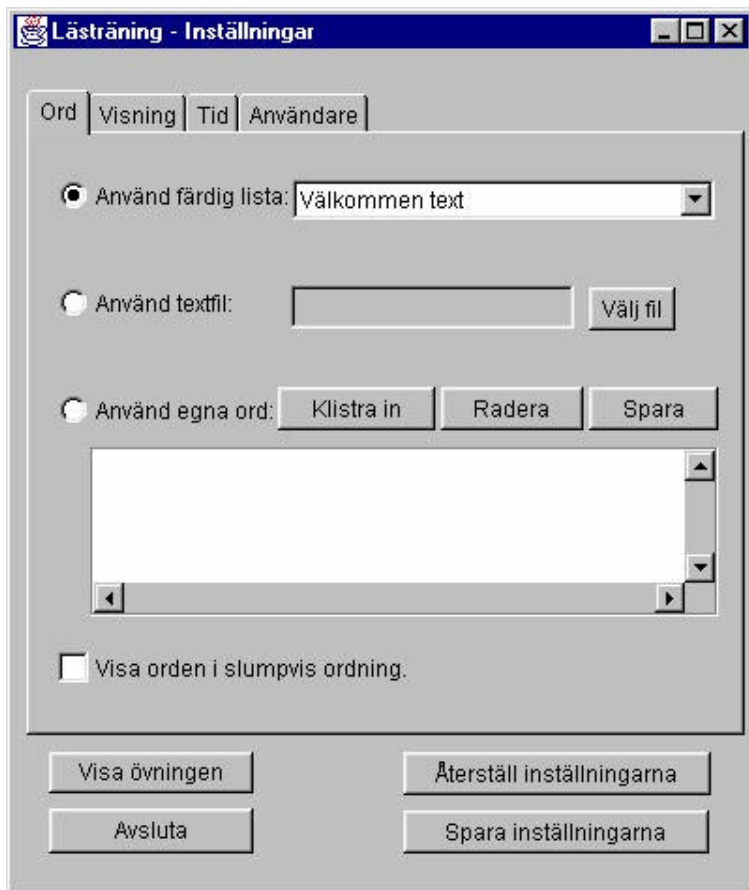 Lästräning - Inställningar
Ord Visning Tid Användare
Använd färdig lista: Välkommen text
Använd textfil: Välj fil
Använd egna ord: Klistra in Radera Spara
Visa orden i slumpvis ordning.
Visa övningen Återställ inställningarna
Avsluta Spara inställningarna